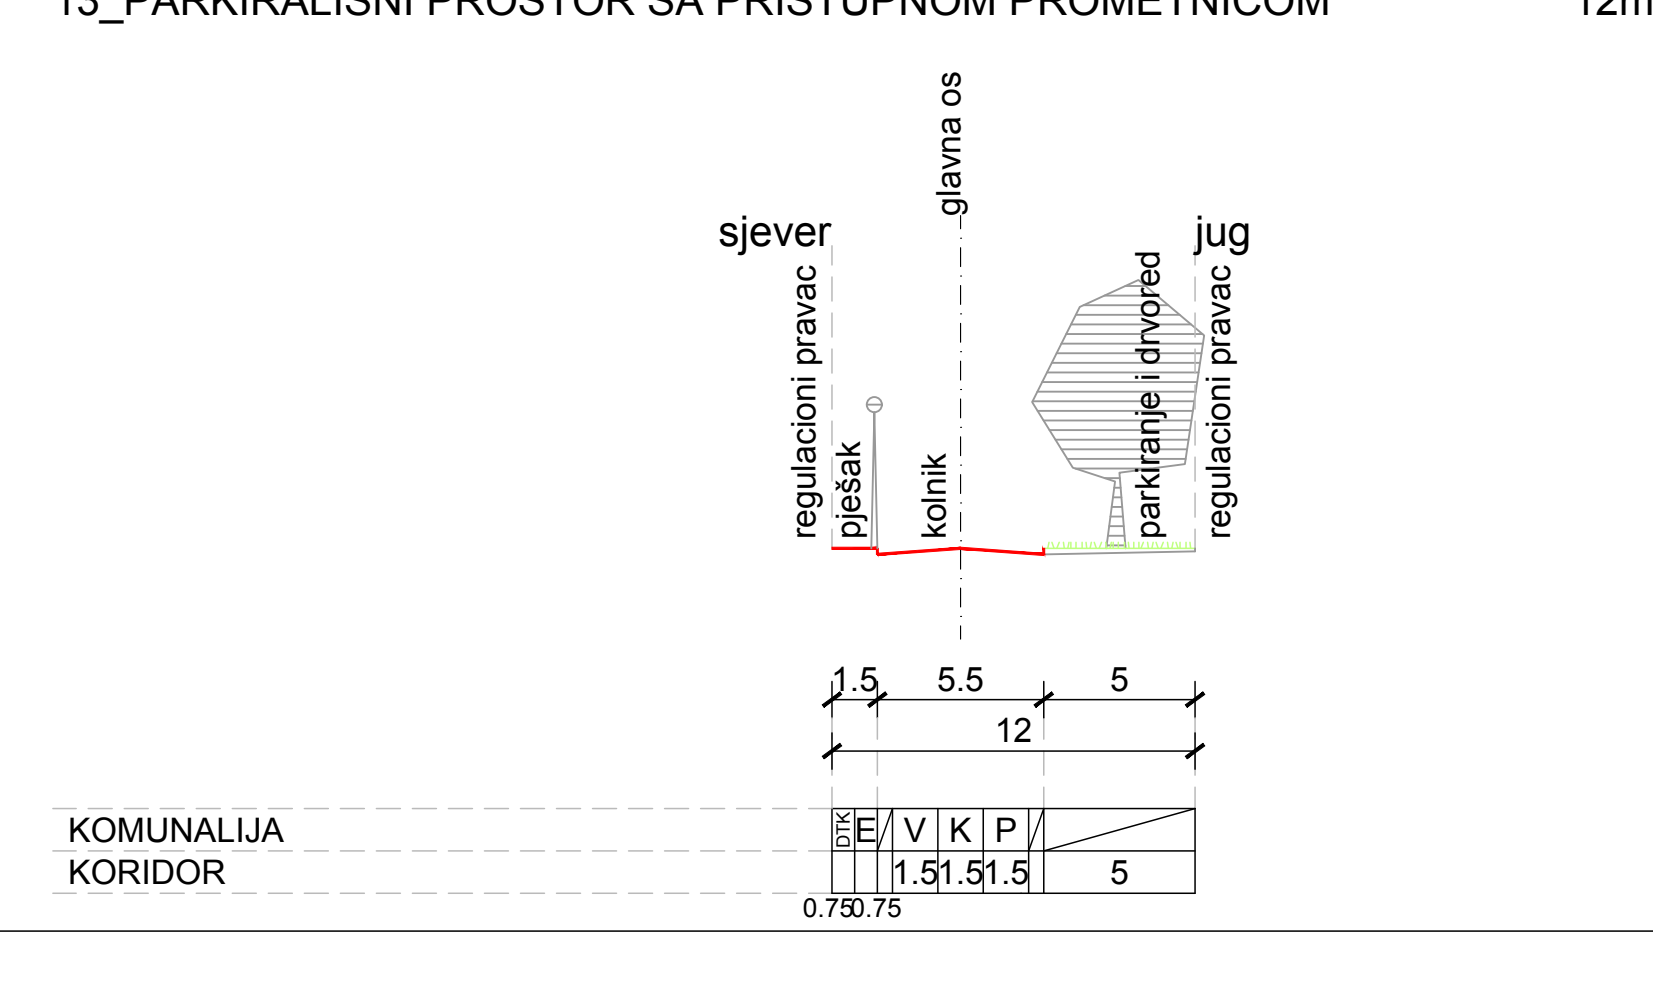 13_PARKIRALIŠNI PROSTOR SA PRISTUPNOM PROMETNICOM 12m
glavna os
sjever
jug
regulacioni pravac
pješak
kolnik
parkiranje i drvored
regulacioni pravac
1.5 5.5 5
12
KOMUNALIJA DTK E V K P
KORIDOR 1.5 1.5 1.5 5
0.75 0.75